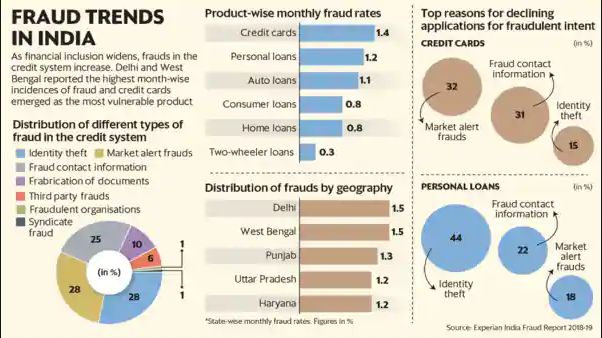 FRAUD TRENDS
IN INDIA
As financial inclusion widens, frauds in the
credit system increase. Delhi and West
Bengal reported the highest month-wise
incidences of fraud and credit cards
emerged as the most vulnerable product
Distribution of different types of
fraud in the credit system
Identity theft
Market alert frauds
Fraud contact information
Frabrication of documents
Third party frauds
Fraudulent organisations
Syndicate
fraud
25
10
6
1
1
28
28
(in %)
Product-wise monthly fraud rates
Credit cards 1.4
Personal loans 1.2
Auto loans 1.1
Consumer loans 0.8
Home loans 0.8
Two-wheeler loans 0.3
Distribution of frauds by geography
Delhi 1.5
West Bengal 1.5
Punjab 1.3
Uttar Pradesh 1.2
Haryana 1.2
*State-wise monthly fraud rates. Figures in %
Top reasons for declining
applications for fraudulent intent
CREDIT CARDS (in %)
32
Market alert
frauds
Fraud contact
information
31
Identity
theft
15
PERSONAL LOANS (in %)
44
Identity
theft
Fraud contact
information
22
Market
alert
frauds
18
Source: Experian India Fraud Report 2018-19